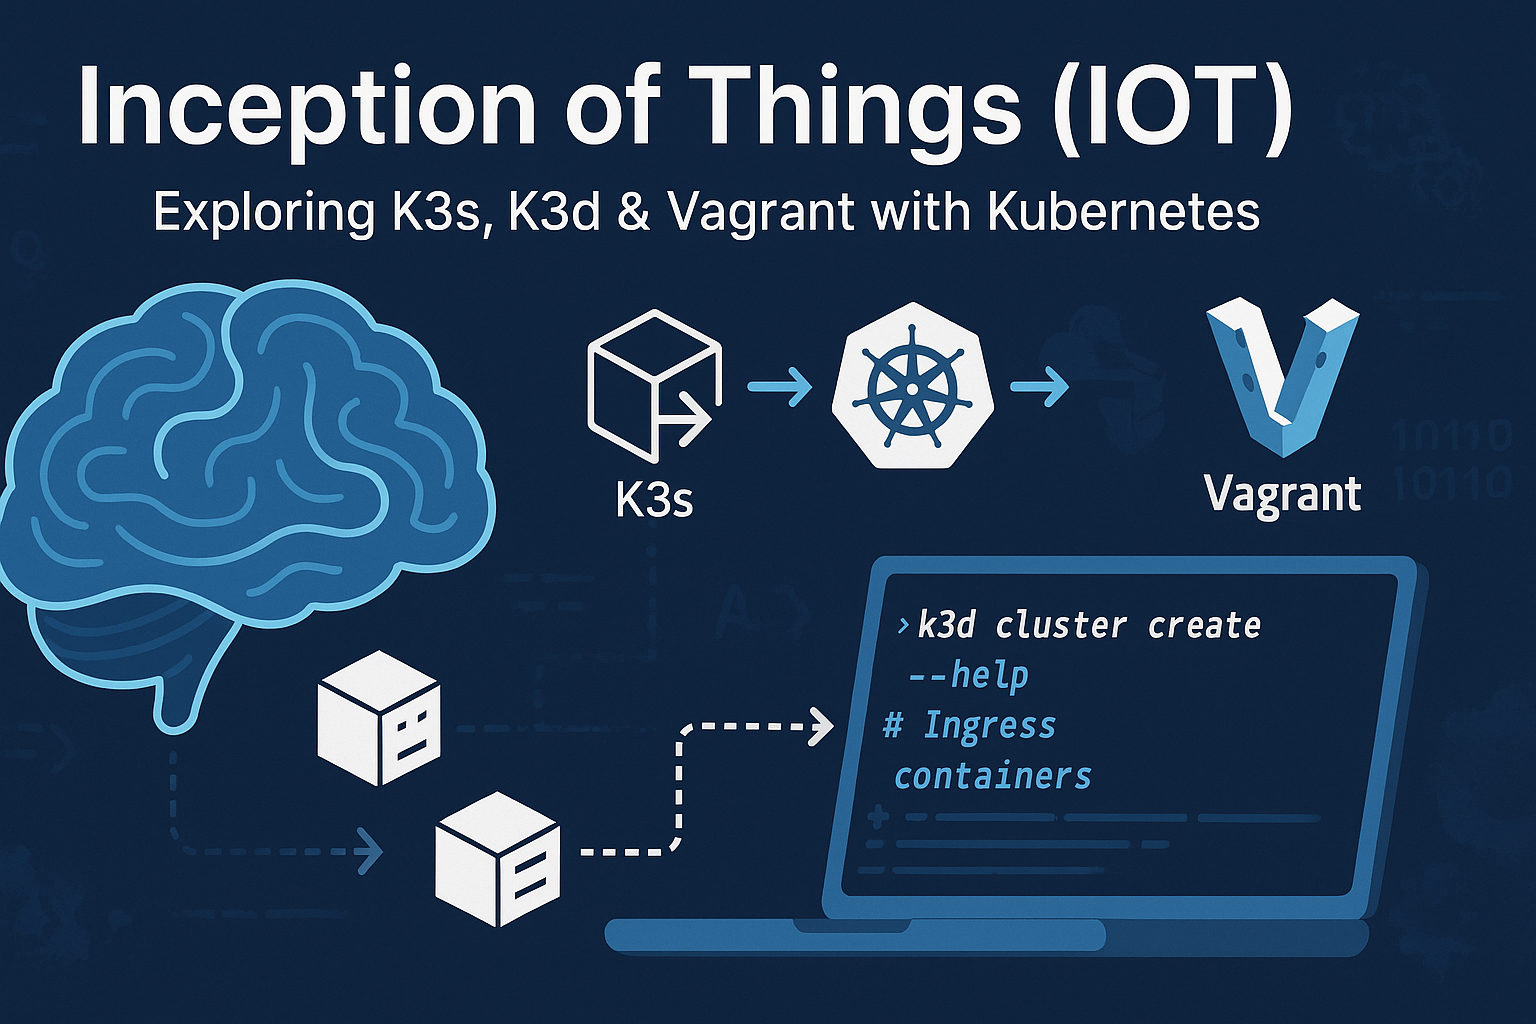 Inception of Things (IOT)
Exploring K3s, K3d & Vagrant with Kubernetes
K3s
Vagrant
10110
10110
›k3d cluster create
--help
# Ingress
containers